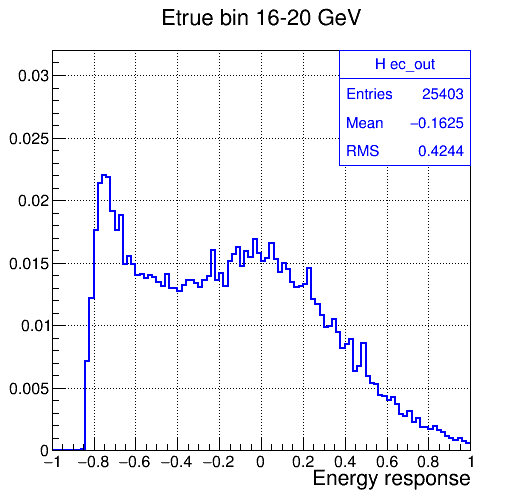 Etrue bin 16-20 GeV
H ec_out
Entries 25403
Mean −0.1625
RMS 0.4244
0.03
0.025
0.02
0.015
0.01
0.005
0
−1 −0.8 −0.6 −0.4 −0.2 0 0.2 0.4 0.6 0.8 1
Energy response